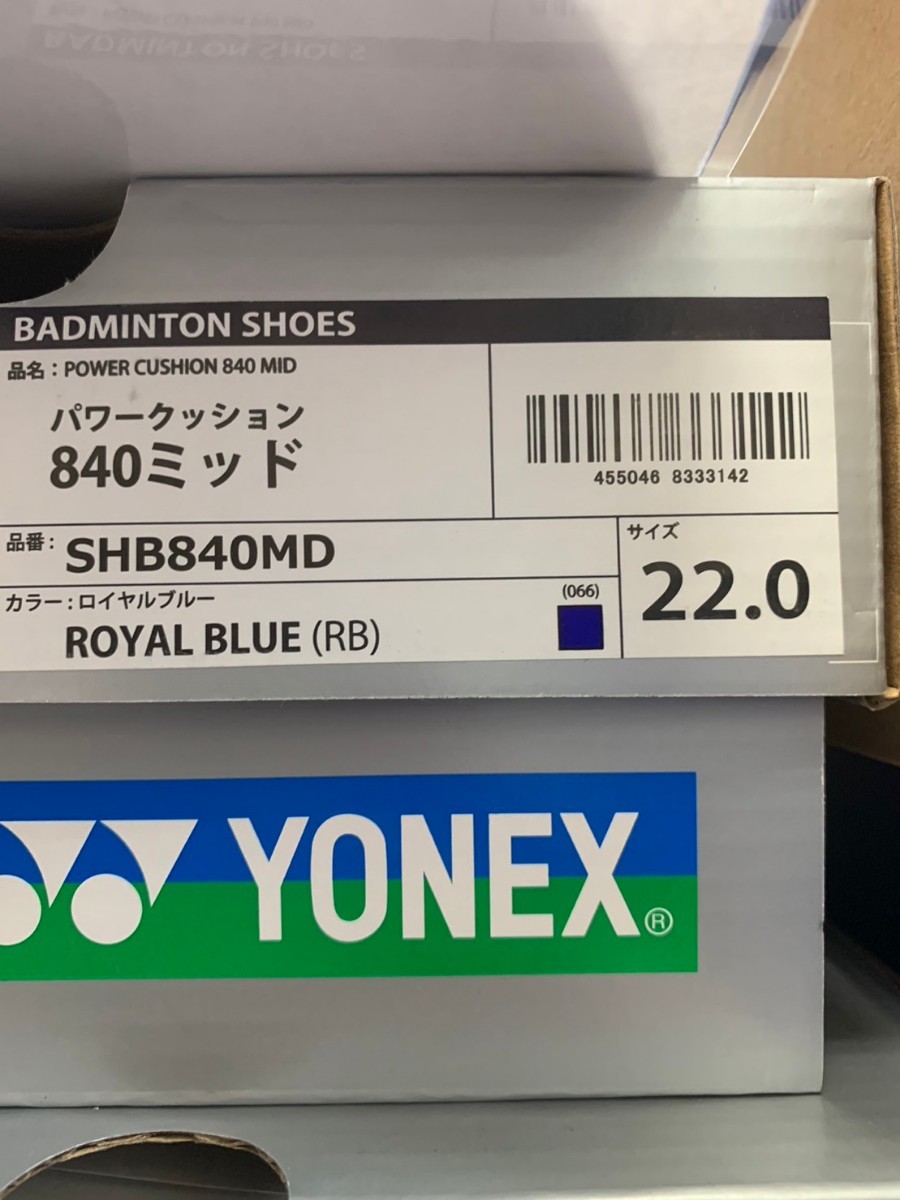 BADMINTON SHOES
BADMINTON SHOES
品名：POWER CUSHION 840 MID
パワークッション
840ミッド
455046 8333142
品番：SHB840MD
サイズ
22.0
カラー：ロイヤルブルー
(066)
ROYAL BLUE (RB)
YONEX®